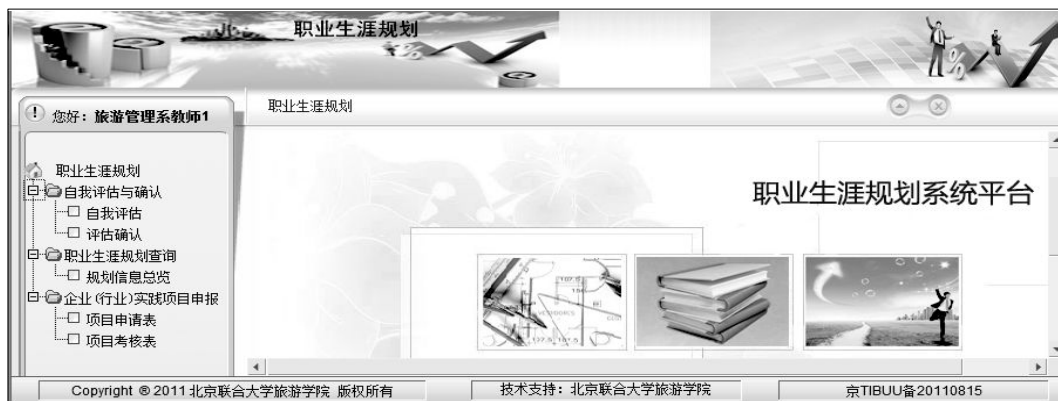 职业生涯规划
您好：旅游管理系教师1
职业生涯规划
自我评估与确认
自我评估
评估确认
职业生涯规划查询
规划信息总览
企业(行业)实践项目申报
项目申请表
项目考核表
职业生涯规划
职业生涯规划系统平台
Copyright ® 2011 北京联合大学旅游学院 版权所有
技术支持：北京联合大学旅游学院
京TIBUU备20110815